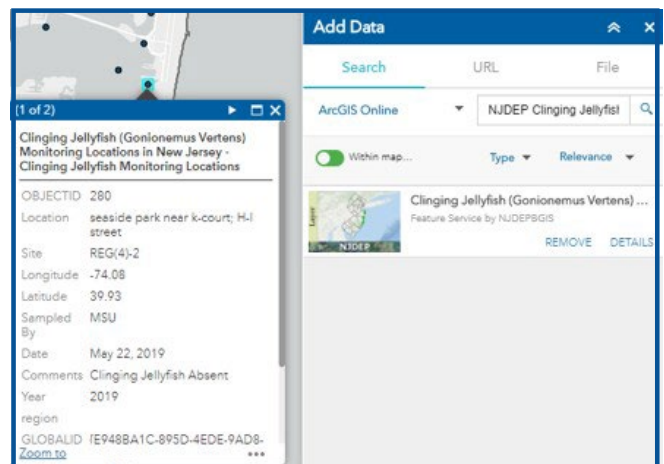 (1 of 2)
Clinging Jellyfish (Gonionemus Vertens)
Monitoring Locations in New Jersey -
Clinging Jellyfish Monitoring Locations
OBJECTID 280
Location seaside park near k-court; H-I
street
Site REG(4)-2
Longitude -74.08
Latitude 39.93
Sampled MSU
By
Date May 22, 2019
Comments Clinging Jellyfish Absent
Year 2019
region
GLOBALID {E948BA1C-895D-4EDE-9AD8-
Zoom to •••
Add Data
Search URL File
ArcGIS Online NJDEP Clinging Jellyfisl
Within map... Type Relevance
Layer
NJDEP
Clinging Jellyfish (Gonionemus Vertens) ...
Feature Service by NJDEPBGIS
REMOVE DETAILS